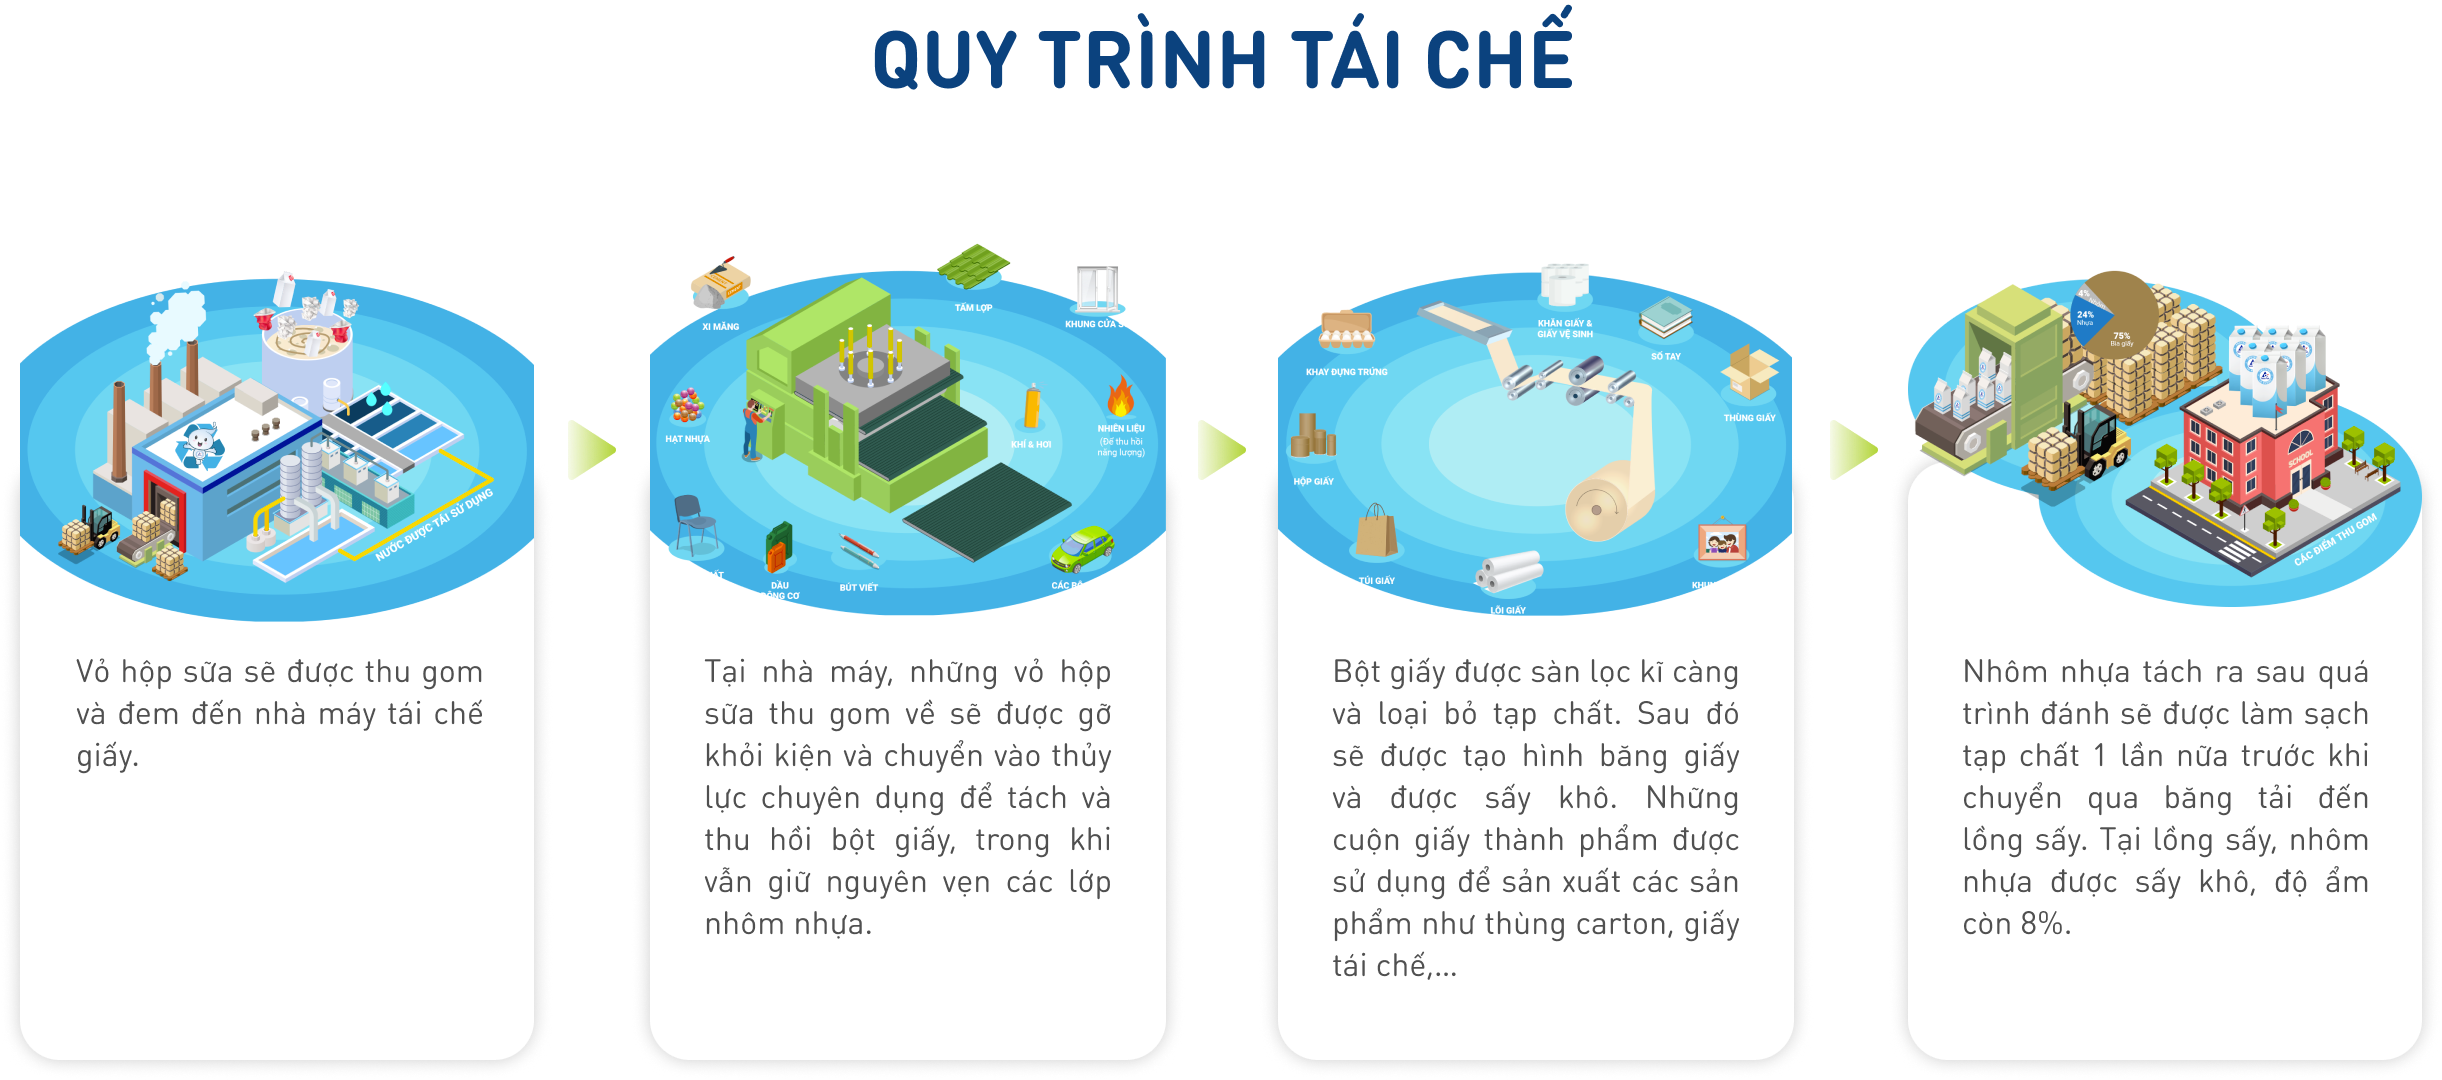 QUY TRÌNH TÁI CHẾ
NƯỚC ĐƯỢC TÁI SỬ DỤNG
Vỏ hộp sữa sẽ được thu gom
và đem đến nhà máy tái chế
giấy.
XI MĂNG
TẤM LỢP
KHUNG CỬA
HẠT NHỰA
KHÍ & HƠI
NHIÊN LIỆU
(Để thu hồi
năng lượng)
DẦU
CƠ
BÚT VIẾT
CÁC
Tại nhà máy, những vỏ hộp
sữa thu gom về sẽ được gỡ
khỏi kiện và chuyển vào thủy
lực chuyên dụng để tách và
thu hồi bột giấy, trong khi
vẫn giữ nguyên vẹn các lớp
nhôm nhựa.
KHĂN GIẤY &
GIẤY VỆ SINH
SỔ TAY
KHAY ĐỰNG TRỨNG
THÙNG GIẤY
HỘP GIẤY
TÚI GIẤY
LÕI GIẤY
Bột giấy được sàn lọc kĩ càng
và loại bỏ tạp chất. Sau đó
sẽ được tạo hình băng giấy
và được sấy khô. Những
cuộn giấy thành phẩm được
sử dụng để sản xuất các sản
phẩm như thùng carton, giấy
tái chế,...
24%
Nhựa
75%
Bìa giấy
SCHOOL
CÁC ĐIỂM THU GOM
Nhôm nhựa tách ra sau quá
trình đánh sẽ được làm sạch
tạp chất 1 lần nữa trước khi
chuyển qua băng tải đến
lồng sấy. Tại lồng sấy, nhôm
nhựa được sấy khô, độ ẩm
còn 8%.